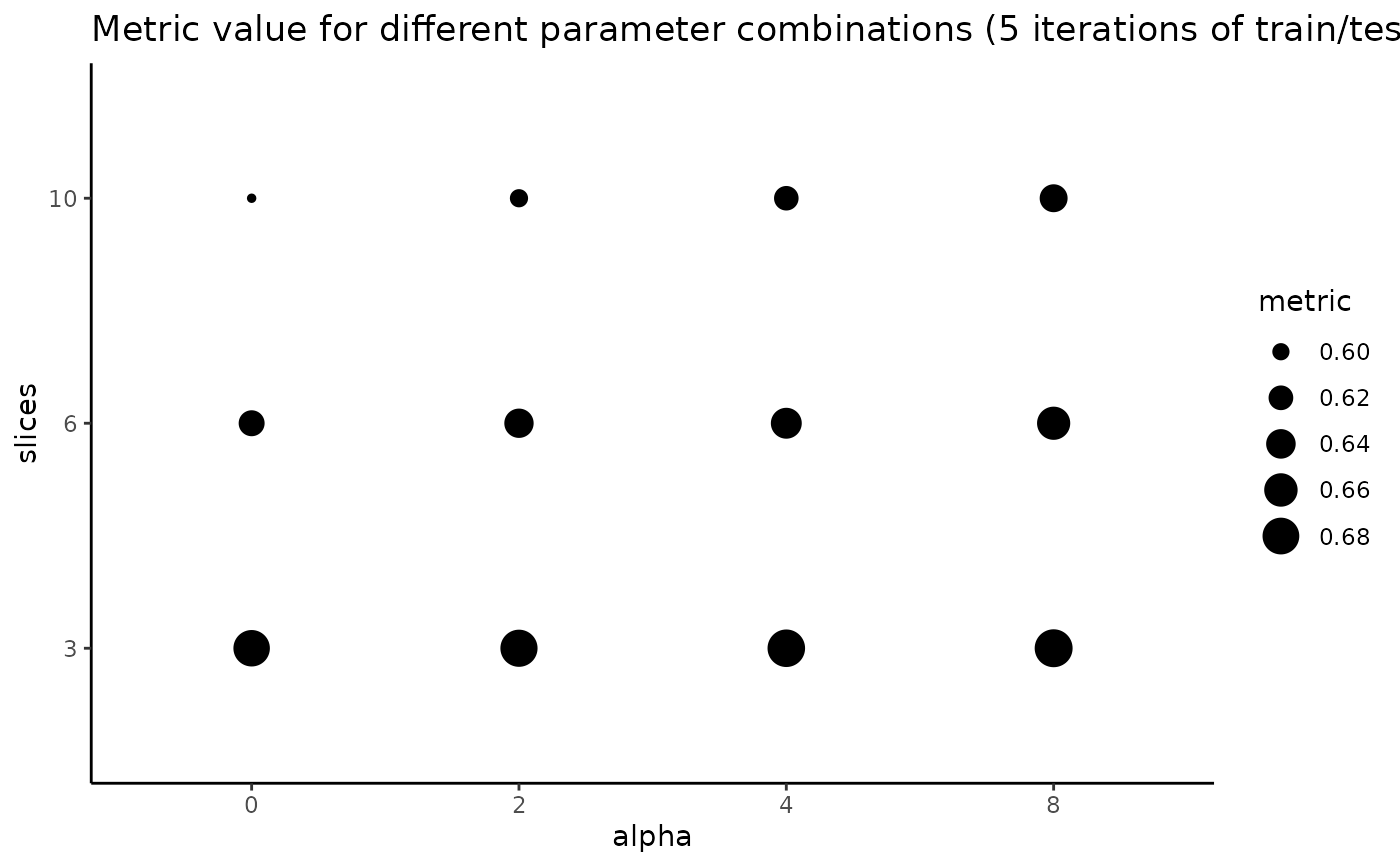 Metric value for different parameter combinations (5 iterations of train/tes
10
6
3
slices
0 2 4 8
alpha
metric
0.60
0.62
0.64
0.66
0.68